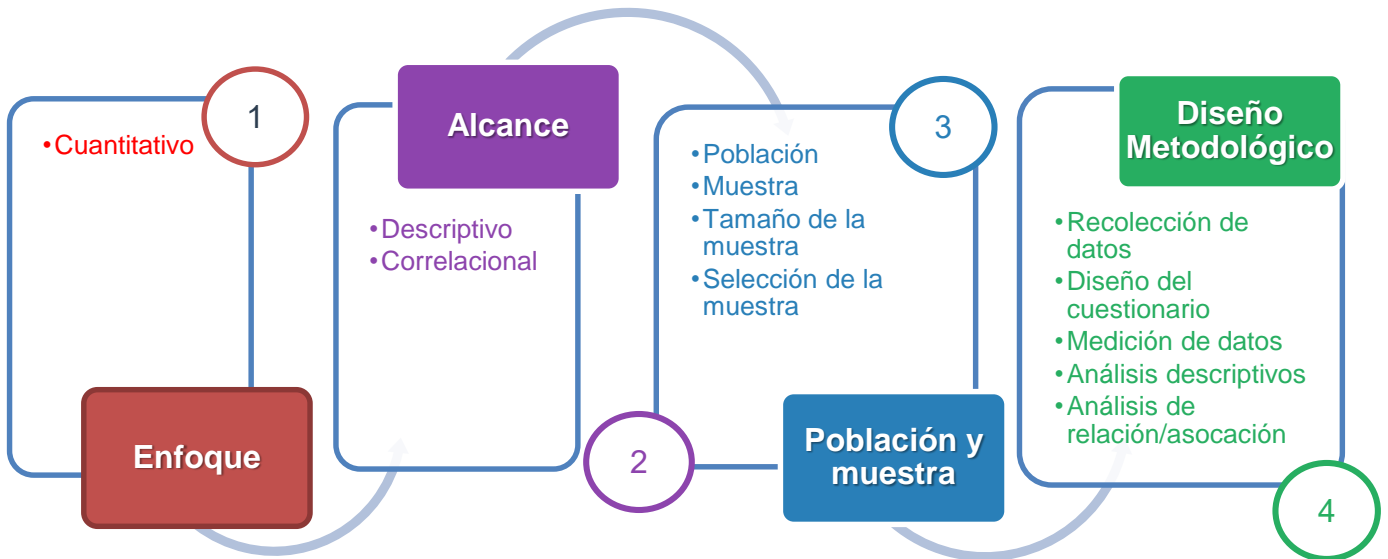 1
•Cuantitativo
Enfoque
Alcance
•Descriptivo
•Correlacional
2
3
•Población
•Muestra
•Tamaño de la
muestra
•Selección de la
muestra
Población y
muestra
Diseño
Metodológico
•Recolección de
datos
•Diseño del
cuestionario
•Medición de datos
•Análisis descriptivos
•Análisis de
relación/asocación
4